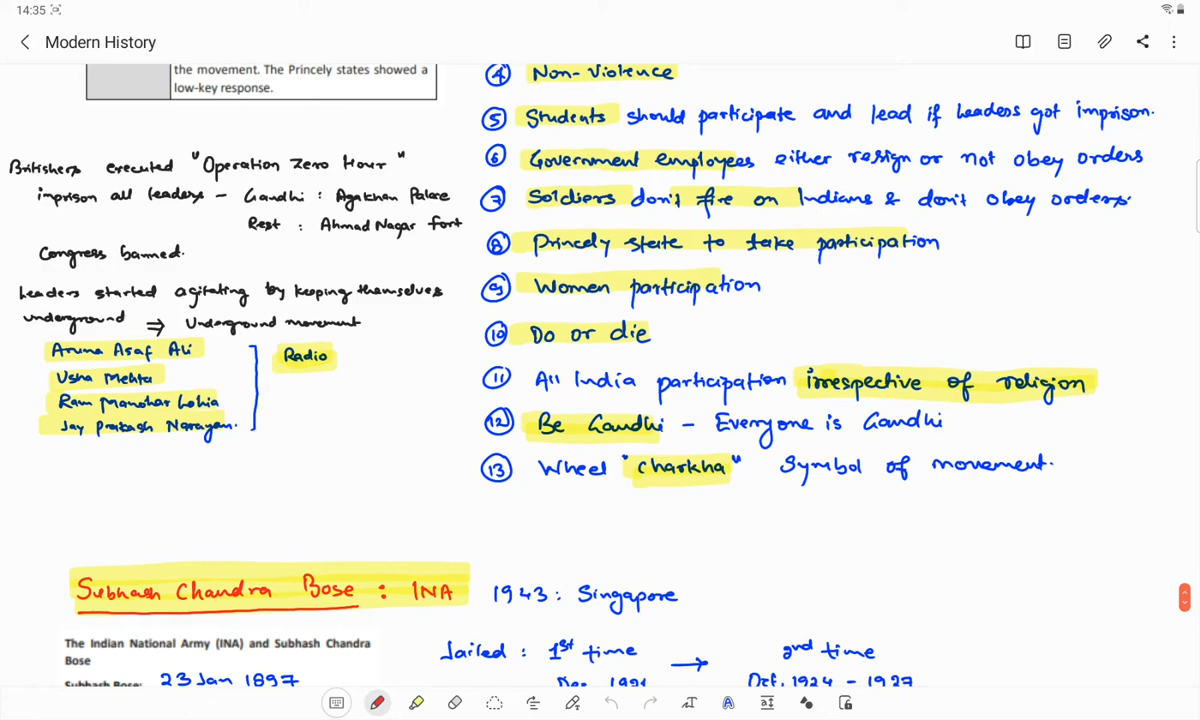 14:35
Modern History
the movement. The Princely states showed a
low-key response.
Britishers executed "Operation Zero Hour"
imprison all leaders - Gandhi : Agakhan Palace
Rest : Ahmad Nagar fort
Congress banned.
Leaders started agitating by keeping themselves
underground ⇒ Underground movement
Aruna Asaf Ali
Usha Mehta
Ram Manohar Lohia
Jay Prakash Narayan.
Radio
④ Non-Violence
⑤ Students should participate and lead if leaders got imprison.
⑥ Government employees either resign or not obey orders
⑦ Soldiers don't fire on Indians & don't obey orders.
⑧ Princely state to take participation
⑨ Women participation
⑩ Do or die
⑪ All India participation irrespective of religion
⑫ Be Gandhi - Everyone is Gandhi
⑬ Wheel "Charkha" Symbol of movement.
Subhash Chandra Bose : INA 1943 : Singapore
The Indian National Army (INA) and Subhash Chandra
Bose
Subhash Bose: 23 Jan 1897
Jailed : 1st time → 2nd time
1921 Oct. 1924 - 1927